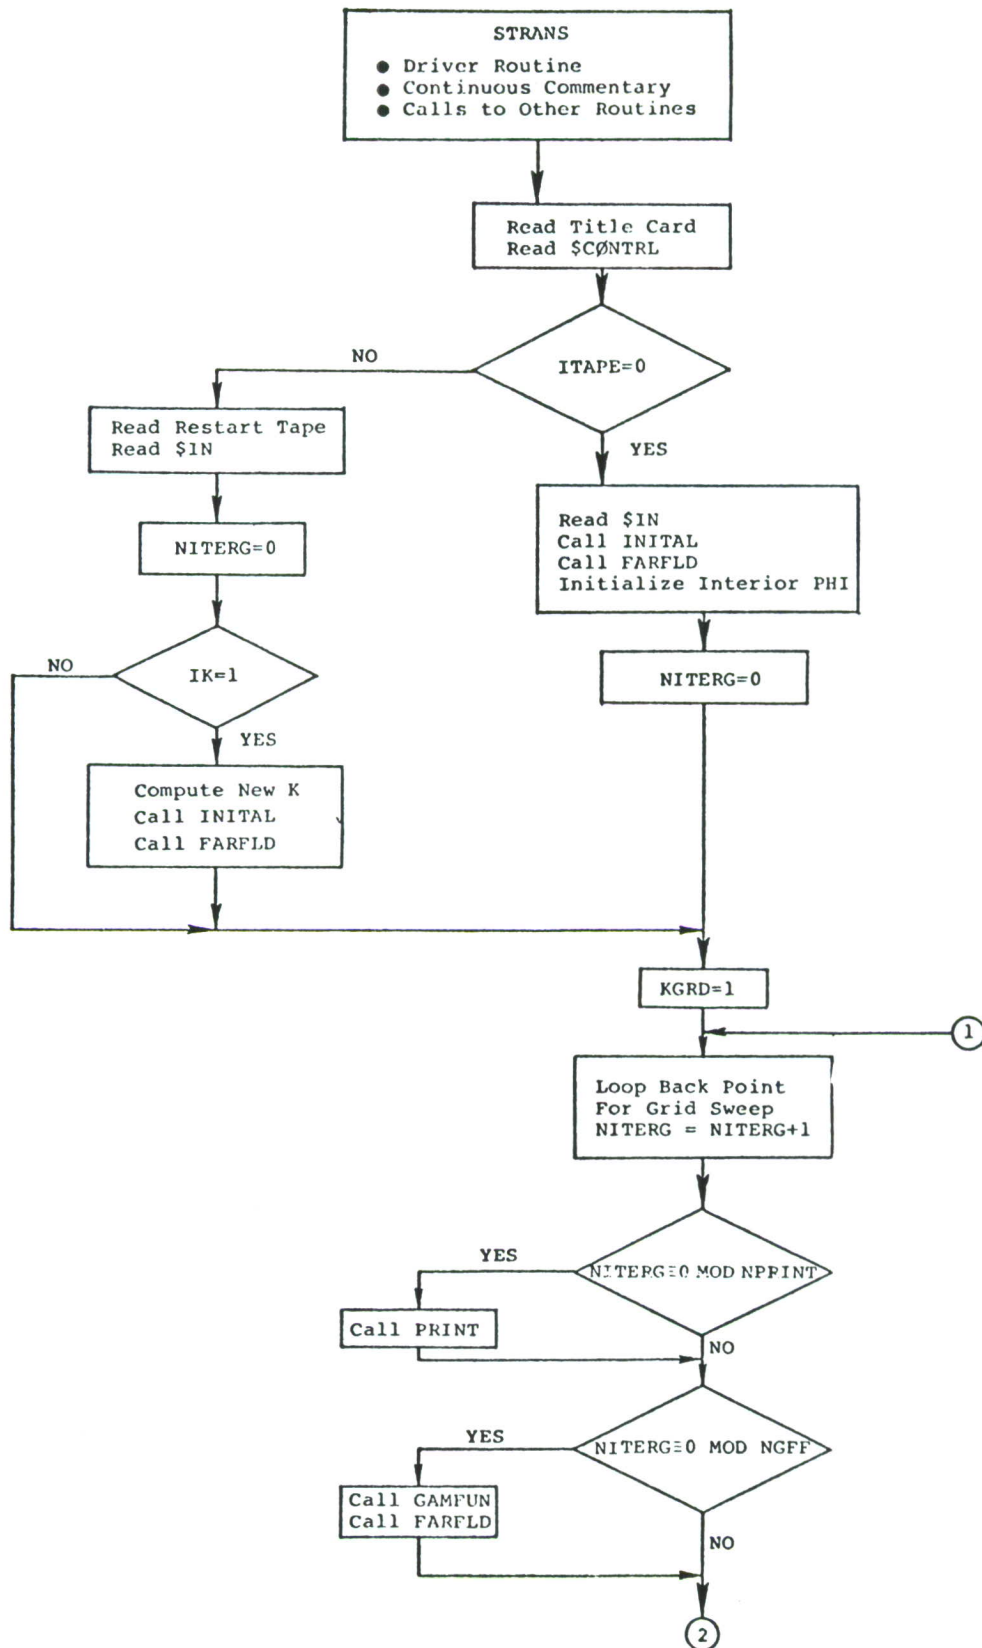 STRANS
● Driver Routine
● Continuous Commentary
● Calls to Other Routines
Read Title Card
Read $CØNTRL
ITAPE=0
NO
YES
Read Restart Tape
Read $IN
NITERG=0
IK=1
NO
YES
Compute New K
Call INITAL
Call FARFLD
Read $IN
Call INITAL
Call FARFLD
Initialize Interior PHI
NITERG=0
KGRD=1
1
Loop Back Point
For Grid Sweep
NITERG = NITERG+1
NITERG≡0 MOD NPRINT
YES
Call PRINT
NO
NITERG≡0 MOD NGFF
YES
Call GAMFUN
Call FARFLD
NO
2